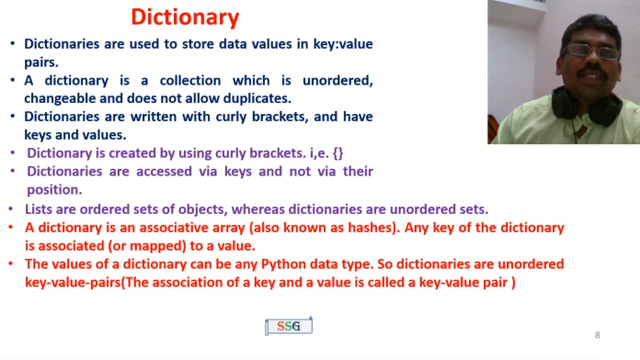 Dictionary
• Dictionaries are used to store data values in key:value
pairs.
• A dictionary is a collection which is unordered,
changeable and does not allow duplicates.
• Dictionaries are written with curly brackets, and have
keys and values.
• Dictionary is created by using curly brackets. i,e. {}
• Dictionaries are accessed via keys and not via their
position.
• Lists are ordered sets of objects, whereas dictionaries are unordered sets.
• A dictionary is an associative array (also known as hashes). Any key of the dictionary
is associated (or mapped) to a value.
• The values of a dictionary can be any Python data type. So dictionaries are unordered
key-value-pairs(The association of a key and a value is called a key-value pair )
SSG
8